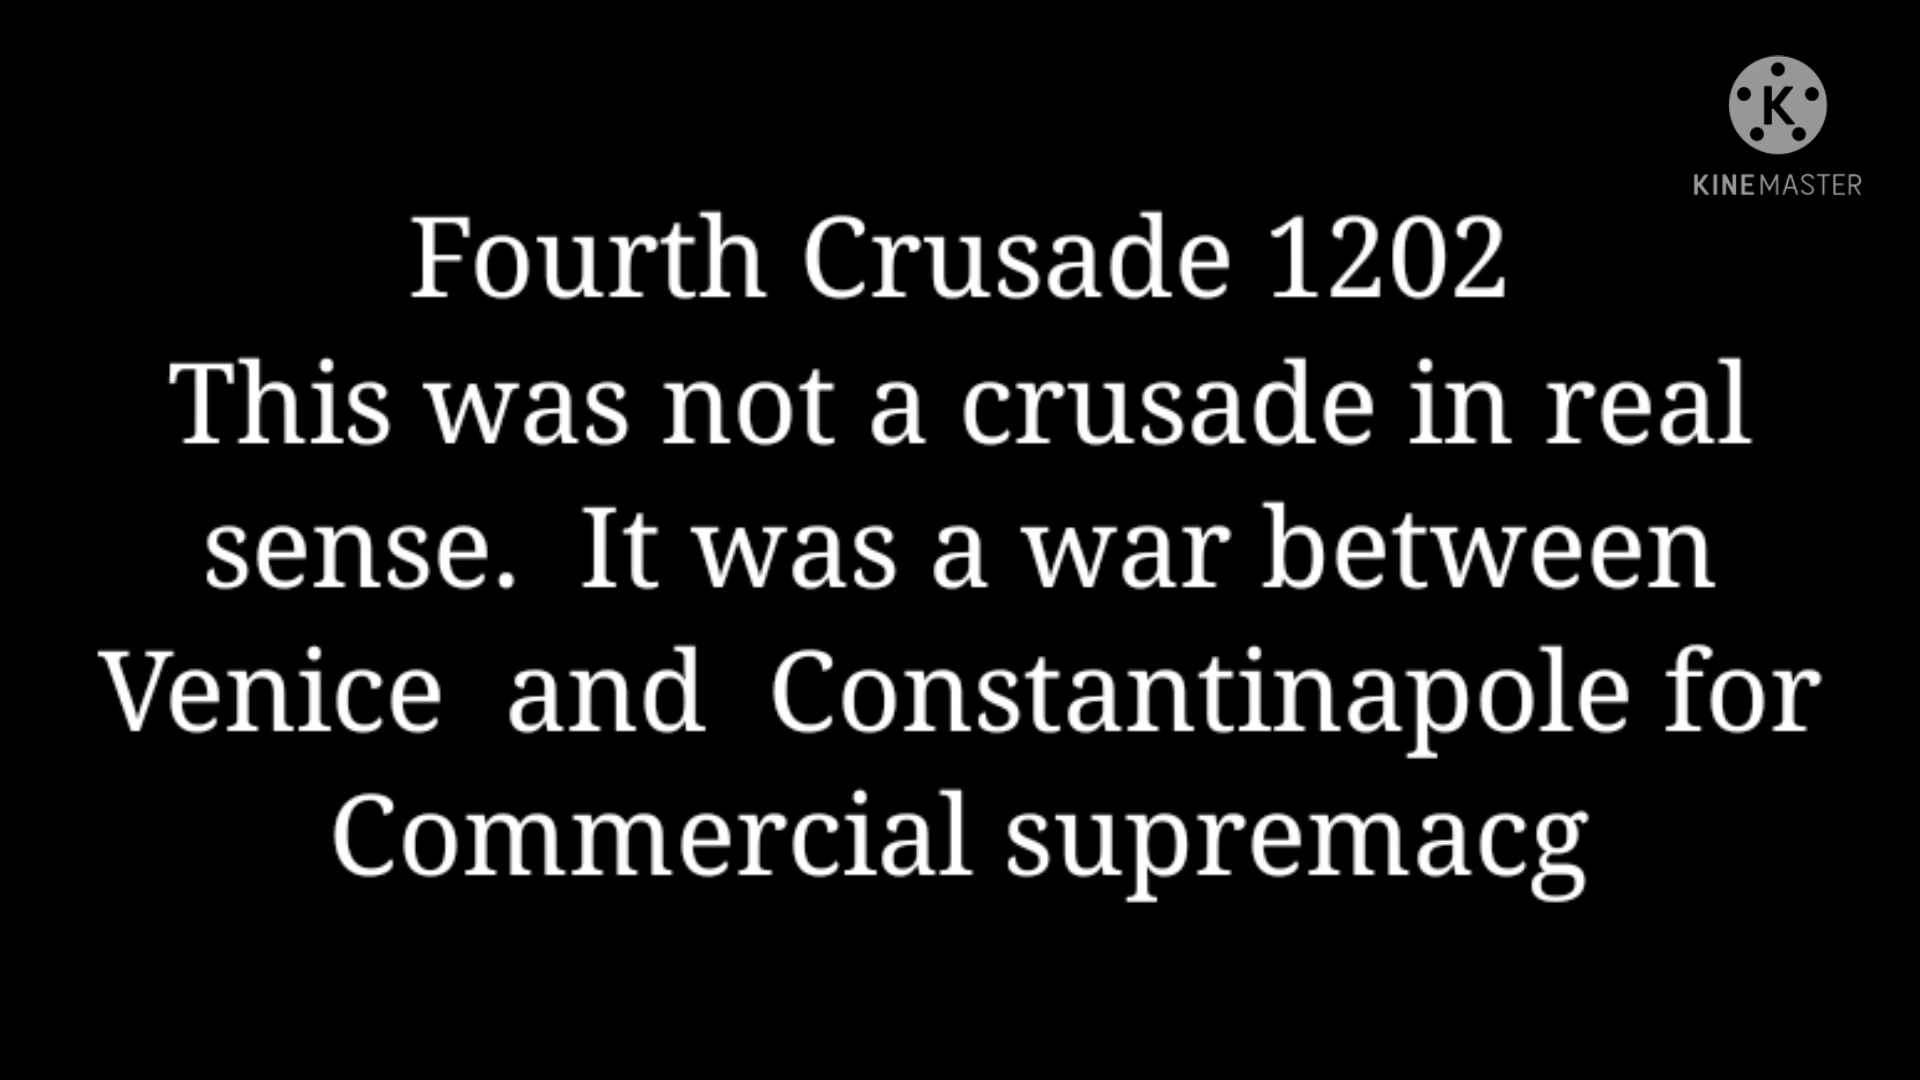 K
KINEMASTER
Fourth Crusade 1202
This was not a crusade in real
sense.  It was a war between
Venice  and  Constantinapole for
Commercial supremacg